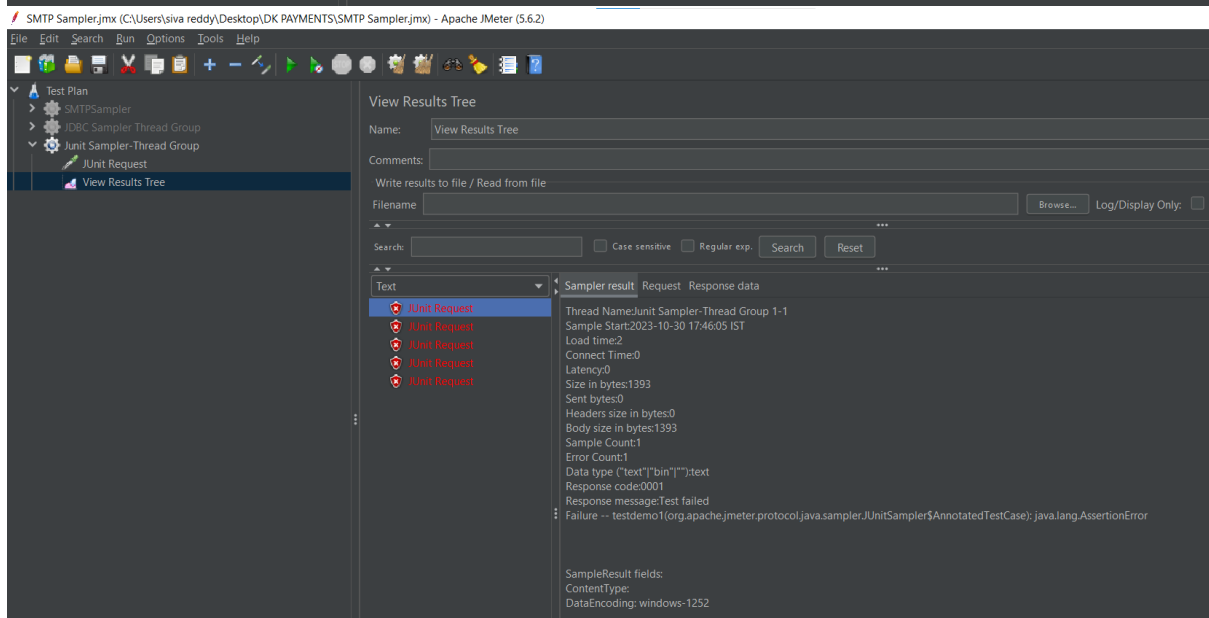 SMTP Sampler.jmx (C:\Users\siva reddy\Desktop\DK PAYMENTS\SMTP Sampler.jmx) - Apache JMeter (5.6.2)
File Edit Search Run Options Tools Help
Test Plan
SMTPSampler
JDBC Sampler Thread Group
Junit Sampler-Thread Group
JUnit Request
View Results Tree
View Results Tree
Name: View Results Tree
Comments:
Write results to file / Read from file
Filename Browse... Log/Display Only:
Search: Case sensitive Regular exp. Search Reset
Text
JUnit Request
JUnit Request
JUnit Request
JUnit Request
JUnit Request
Sampler result Request Response data
Thread Name:Junit Sampler-Thread Group 1-1
Sample Start:2023-10-30 17:46:05 IST
Load time:2
Connect Time:0
Latency:0
Size in bytes:1393
Sent bytes:0
Headers size in bytes:0
Body size in bytes:1393
Sample Count:1
Error Count:1
Data type ("text"|"bin"|""):text
Response code:0001
Response message:Test failed
Failure -- testdemo1(org.apache.jmeter.protocol.java.sampler.JUnitSampler$AnnotatedTestCase): java.lang.AssertionError
SampleResult fields:
ContentType:
DataEncoding: windows-1252